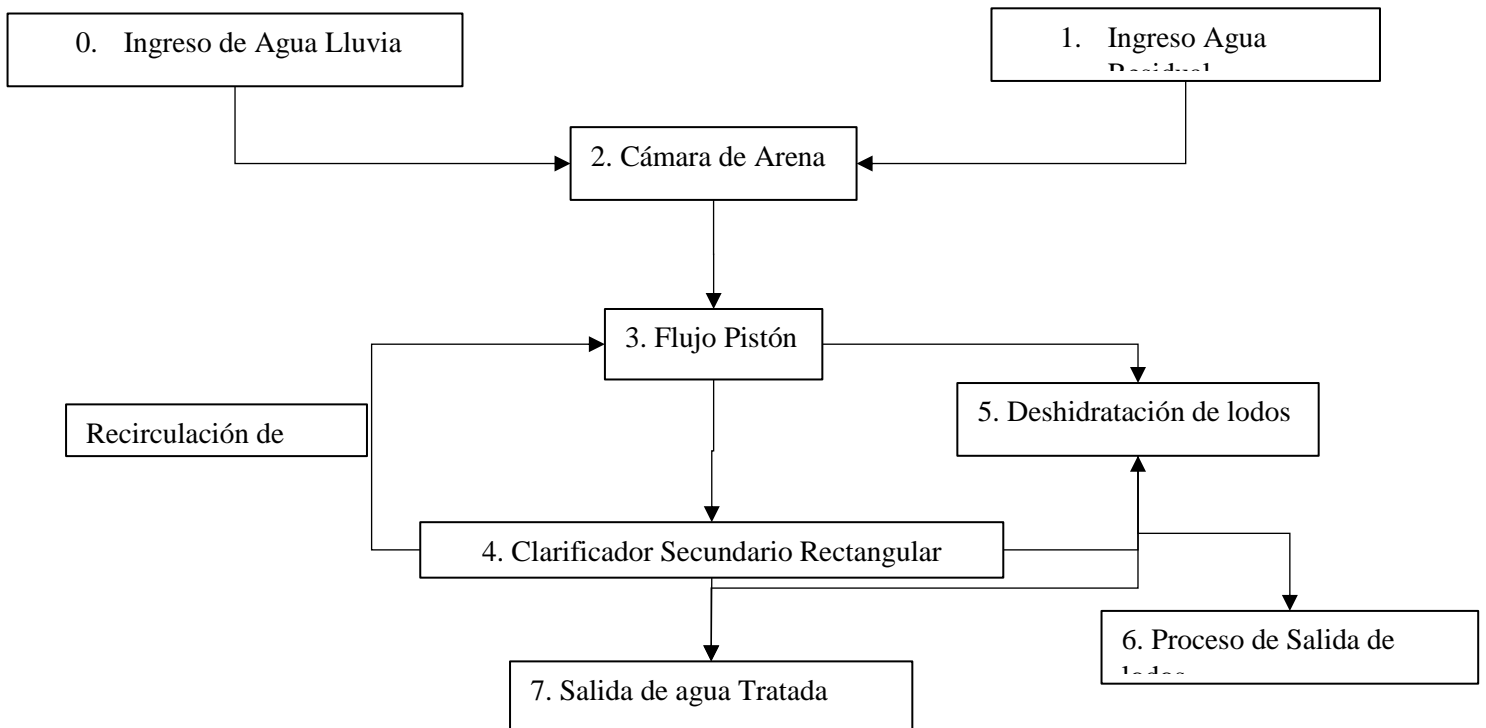 0. Ingreso de Agua Lluvia
1. Ingreso Agua
2. Cámara de Arena
3. Flujo Pistón
5. Deshidratación de lodos
Recirculación de
4. Clarificador Secundario Rectangular
6. Proceso de Salida de
7. Salida de agua Tratada